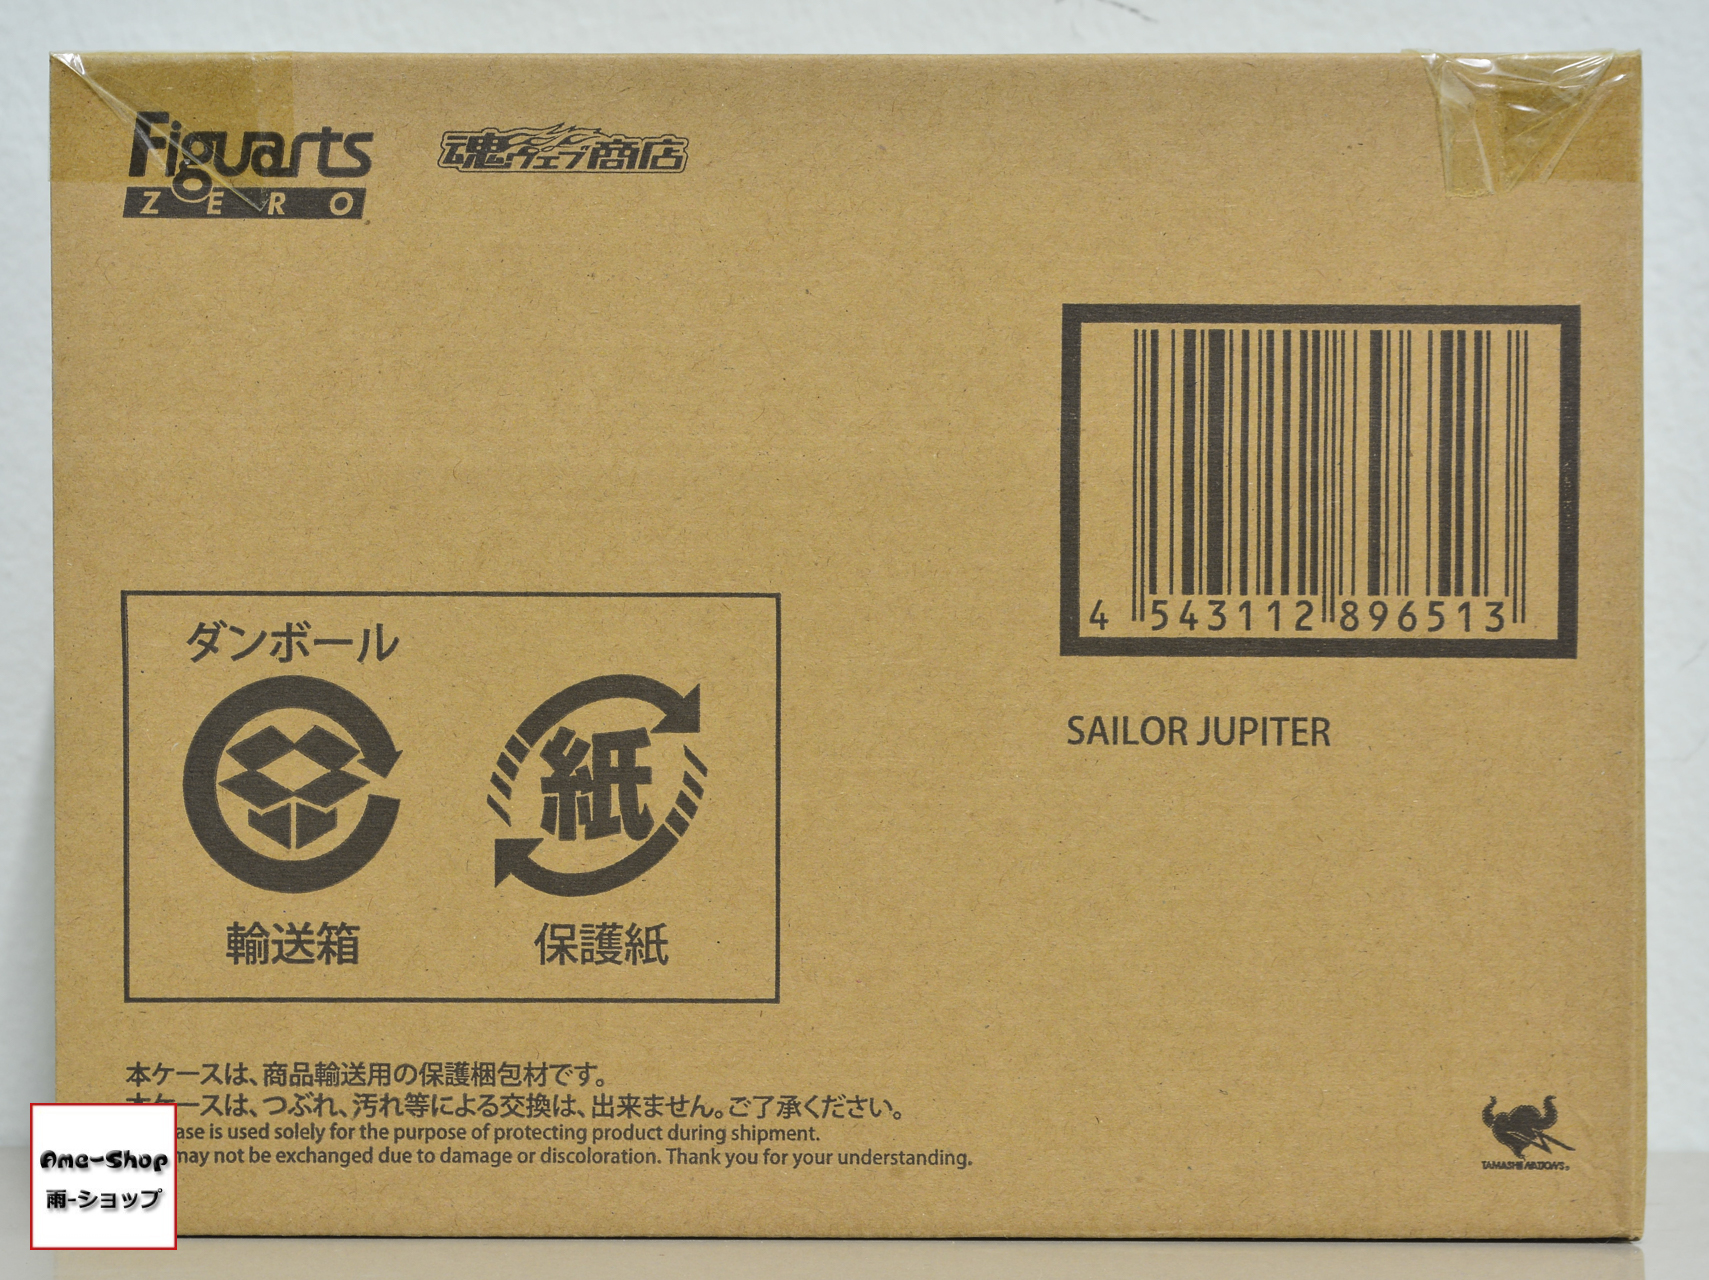 Figuarts
ZERO
魂ウェブ商店
4 543112 896513
SAILOR JUPITER
ダンボール
紙
輸送箱
保護紙
本ケースは、商品輸送用の保護梱包材です。
本ケースは、つぶれ、汚れ等による交換は、出来ません。ご了承ください。
is used solely for the purpose of protecting product during shipment.
may not be exchanged due to damage or discoloration. Thank you for your understanding.
TAMASHII NATIONS
Ame-Shop
雨-ショップ